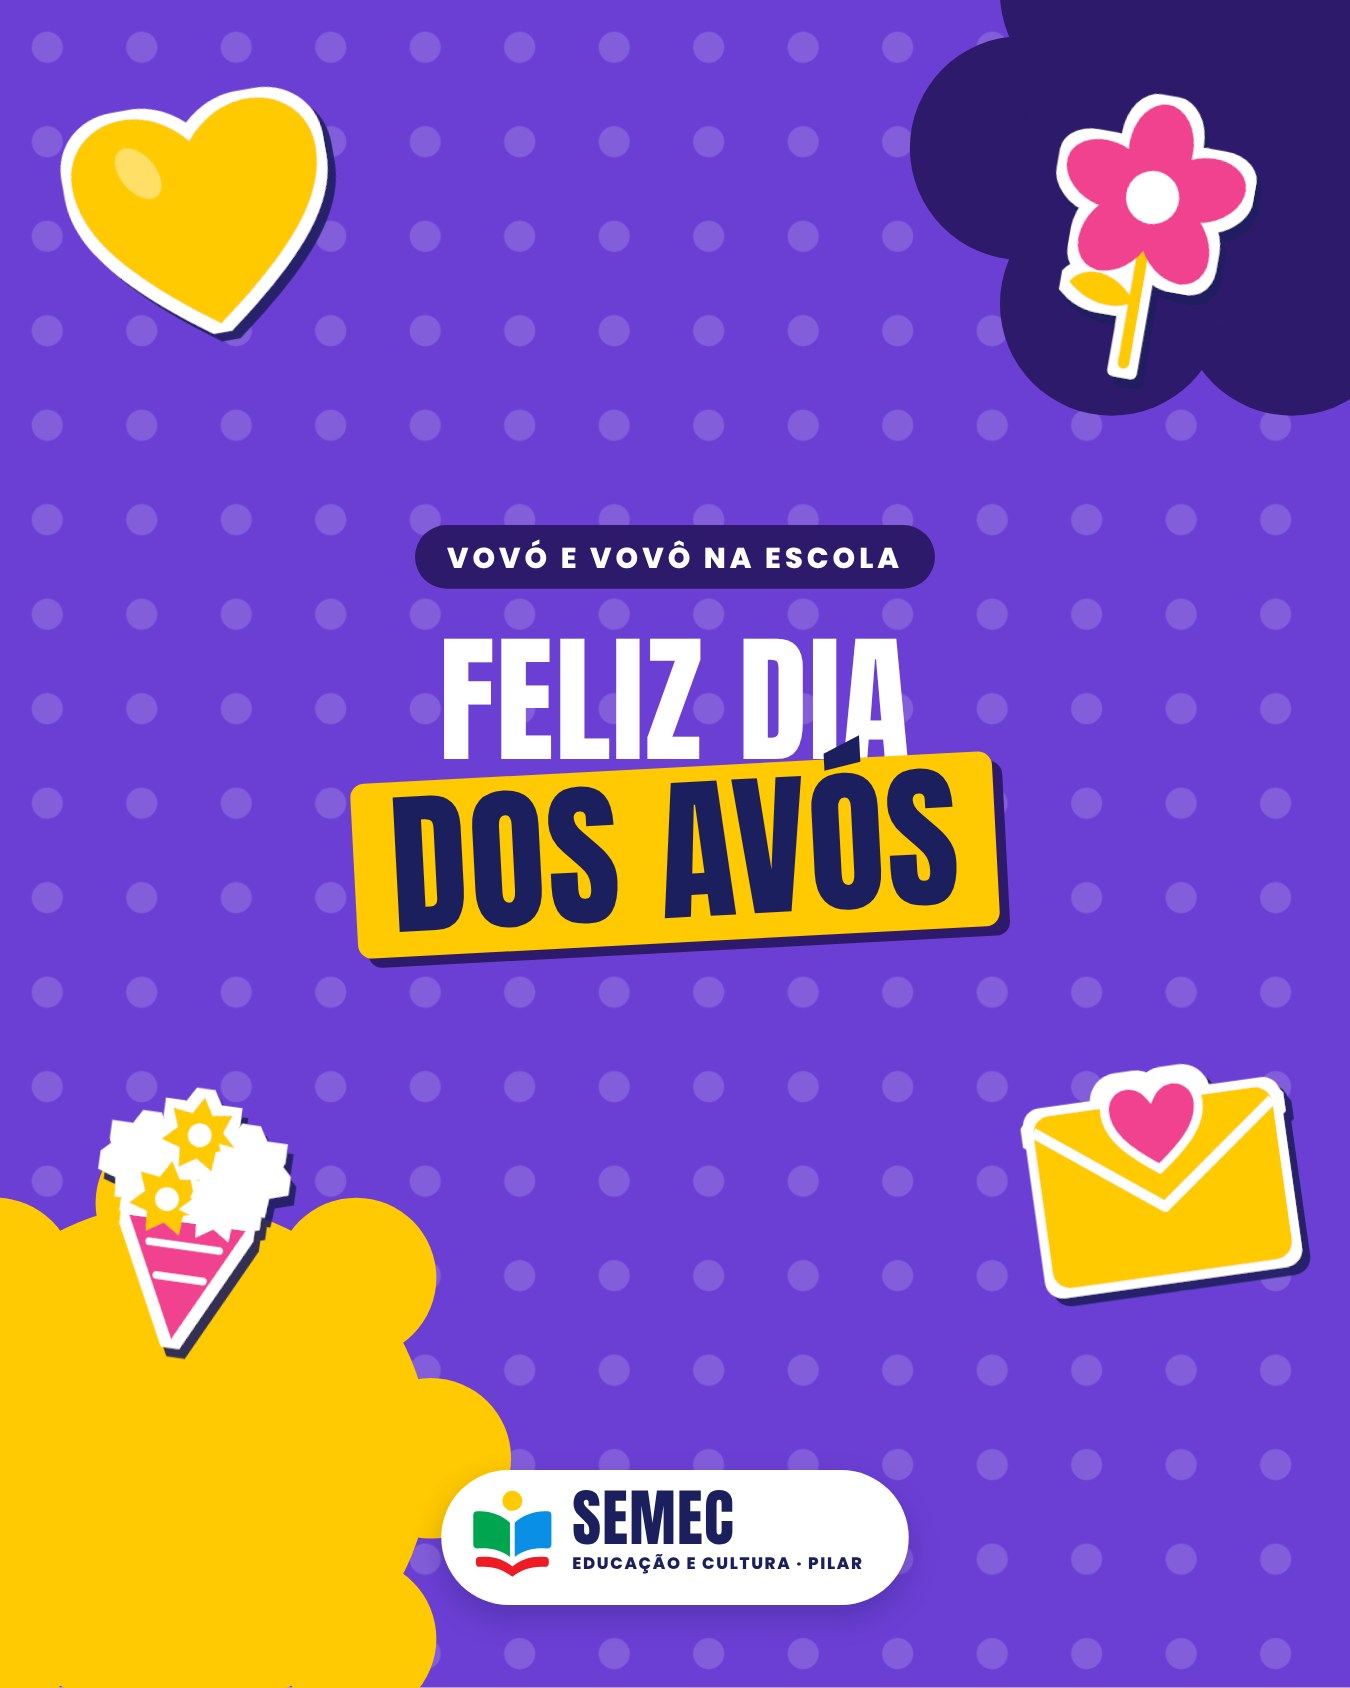 VOVÓ E VOVÔ NA ESCOLA
FELIZ DIA
DOS AVÓS
SEMEC
EDUCAÇÃO E CULTURA · PILAR